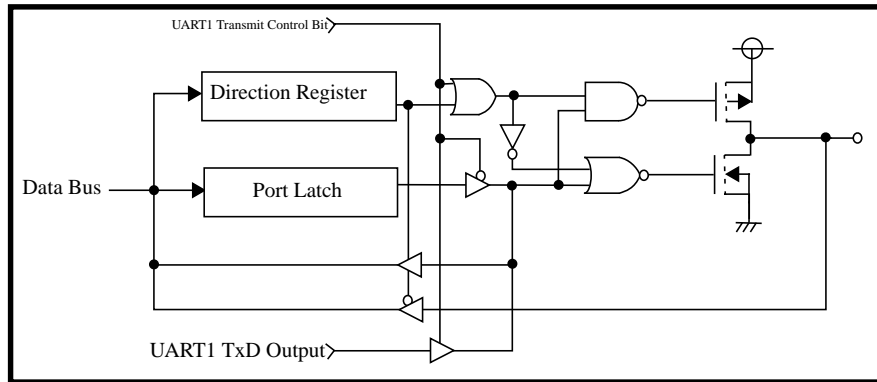 UART1 Transmit Control Bit
Direction Register
Data Bus
Port Latch
UART1 TxD Output